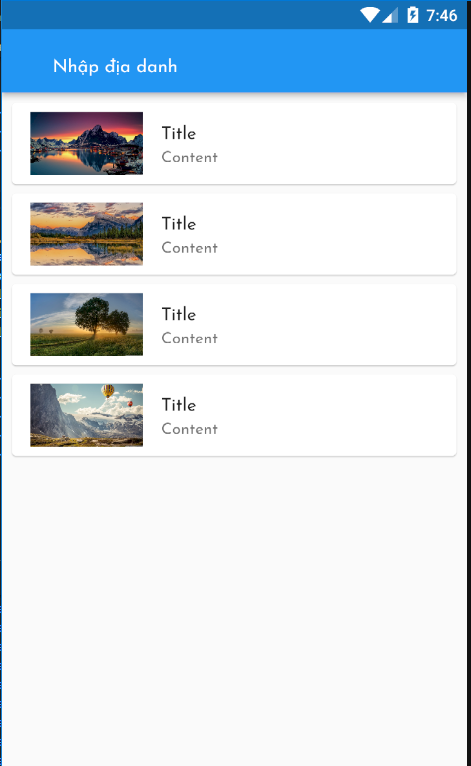 7:46
Nhập địa danh
Title
Content
Title
Content
Title
Content
Title
Content